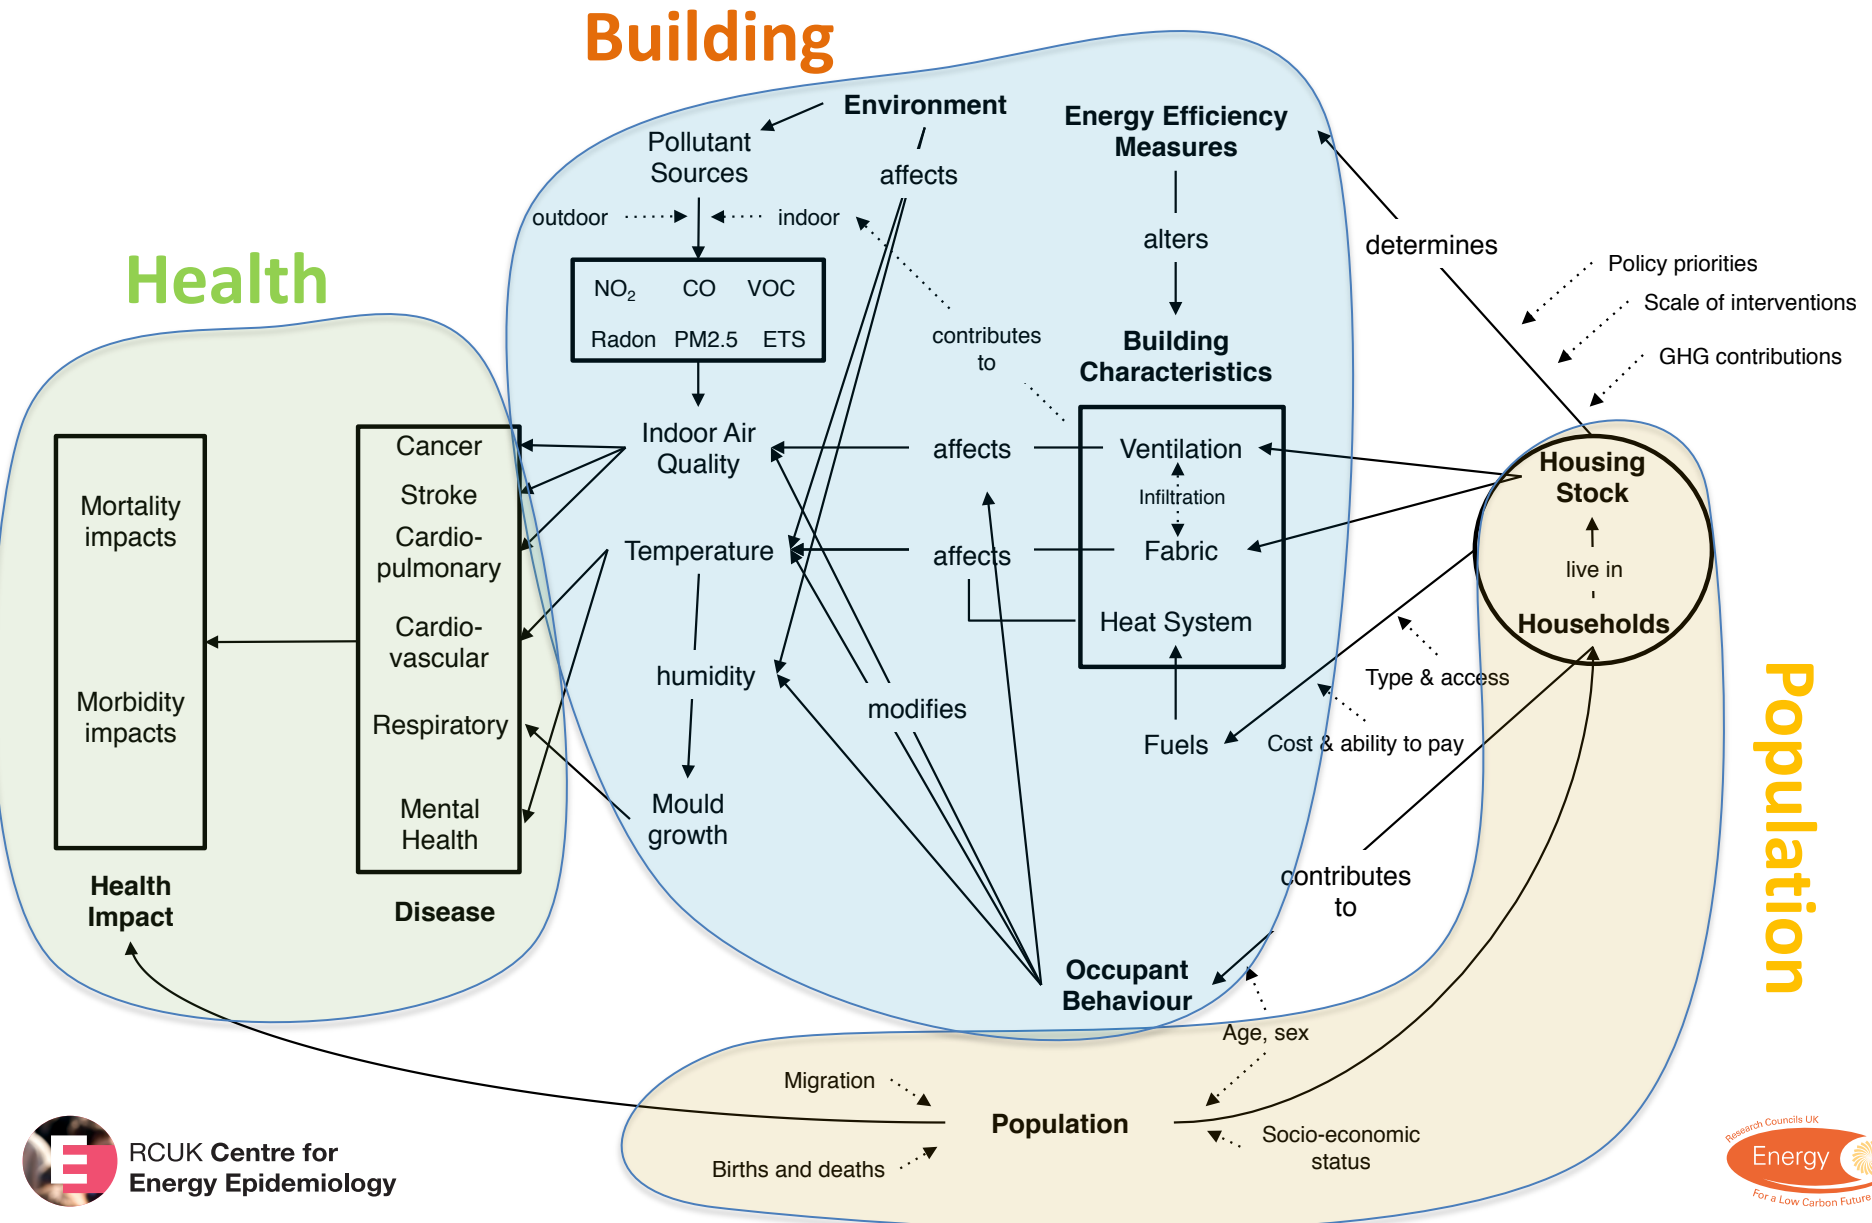 Building
Health
Population
Environment
Energy Efficiency
Measures
Pollutant
Sources
affects
outdoor
indoor
alters
determines
NO₂ CO VOC
Radon PM2.5 ETS
contributes
to
Building
Characteristics
Policy priorities
Scale of interventions
GHG contributions
Indoor Air
Quality
affects
Ventilation
Infiltration
Fabric
Heat System
Temperature
affects
humidity
modifies
Mould
growth
Fuels
Housing
Stock
live in
Households
Type & access
Cost & ability to pay
contributes
to
Occupant
Behaviour
Cancer
Stroke
Cardio-
pulmonary
Cardio-
vascular
Respiratory
Mental
Health
Disease
Mortality
impacts
Morbidity
impacts
Health
Impact
Age, sex
Migration
Population
Births and deaths
Socio-economic
status
RCUK Centre for
Energy Epidemiology
Research Councils UK
Energy
For a Low Carbon Future